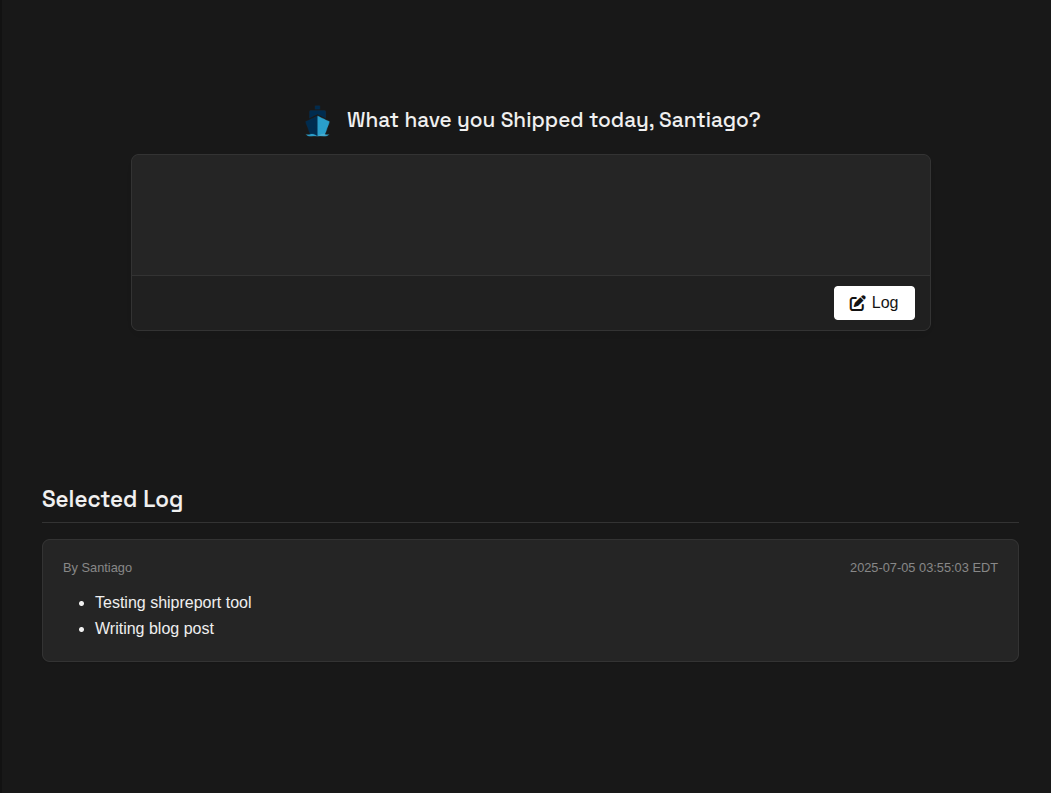 What have you Shipped today, Santiago?
Log
Selected Log
By Santiago 2025-07-05 03:55:03 EDT
Testing shipreport tool
Writing blog post